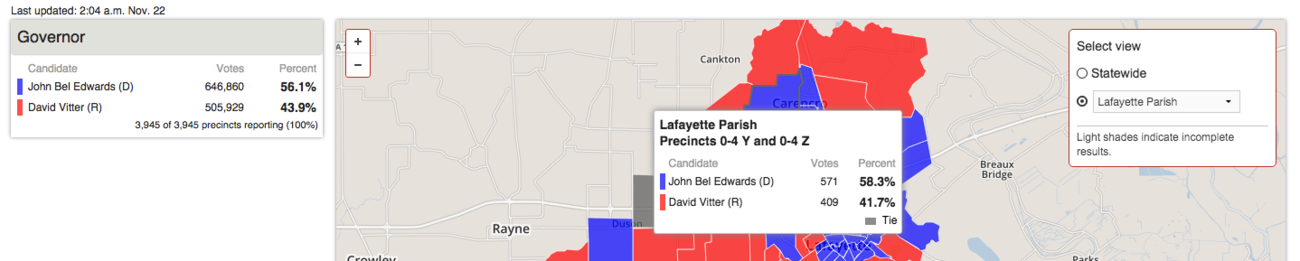 Last updated: 2:04 a.m. Nov. 22
Governor
Candidate Votes Percent
John Bel Edwards (D) 646,860 56.1%
David Vitter (R) 505,929 43.9%
3,945 of 3,945 precincts reporting (100%)
+
−
Cankton
Carencro
Lafayette Parish
Precincts 0-4 Y and 0-4 Z
Candidate Votes Percent
John Bel Edwards (D) 571 58.3%
David Vitter (R) 409 41.7%
Tie
Duson
Rayne
Crowley
Lafayette
Breaux
Bridge
Parks
Select view
Statewide
Lafayette Parish
Light shades indicate incomplete
results.